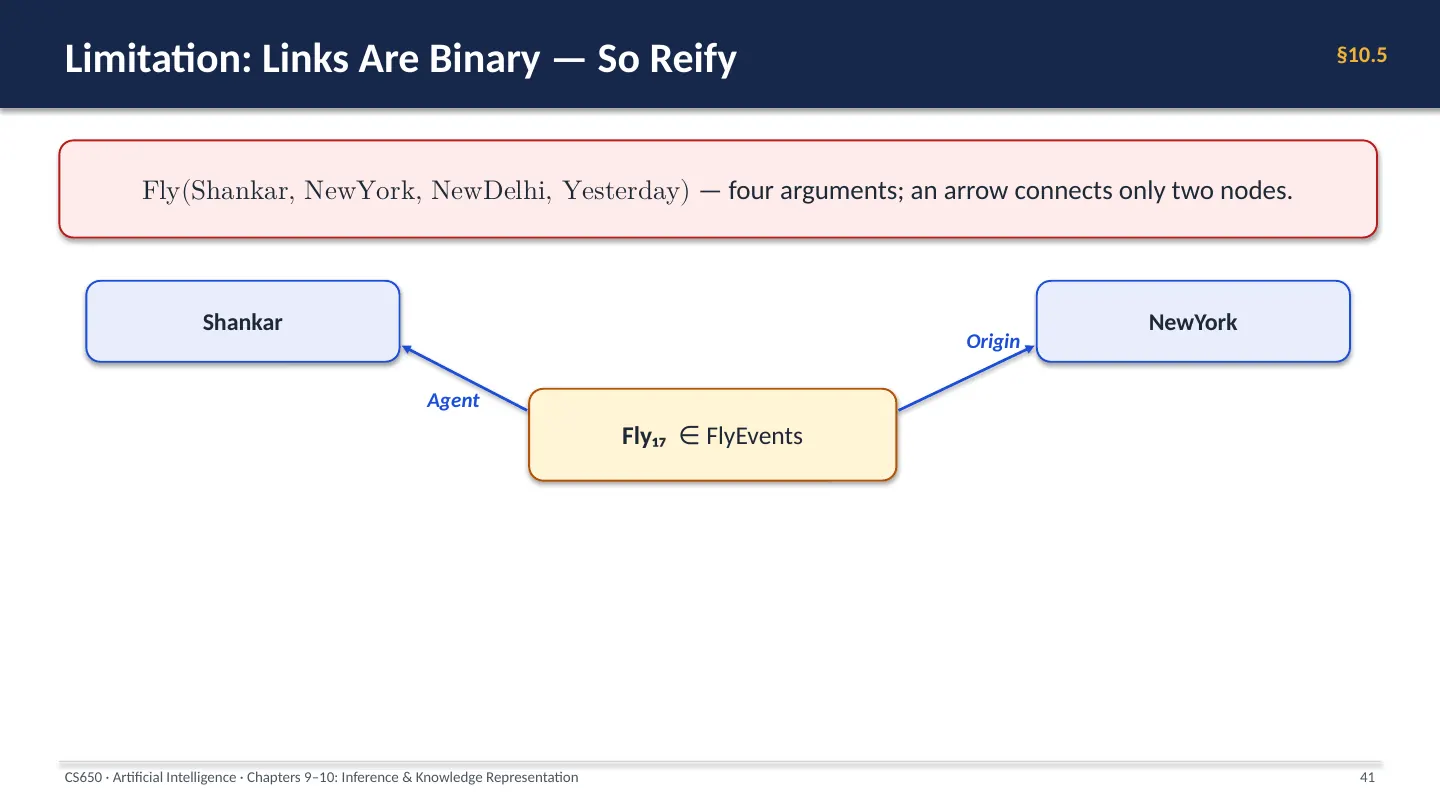 Limitation: Links Are Binary — So Reify
§10.5
Fly(Shankar, NewYork, NewDelhi, Yesterday) — four arguments; an arrow connects only two nodes.
Shankar
NewYork
Origin
Agent
Fly₁₇ ∈ FlyEvents
CS650 · Artificial Intelligence · Chapters 9–10: Inference & Knowledge Representation
41